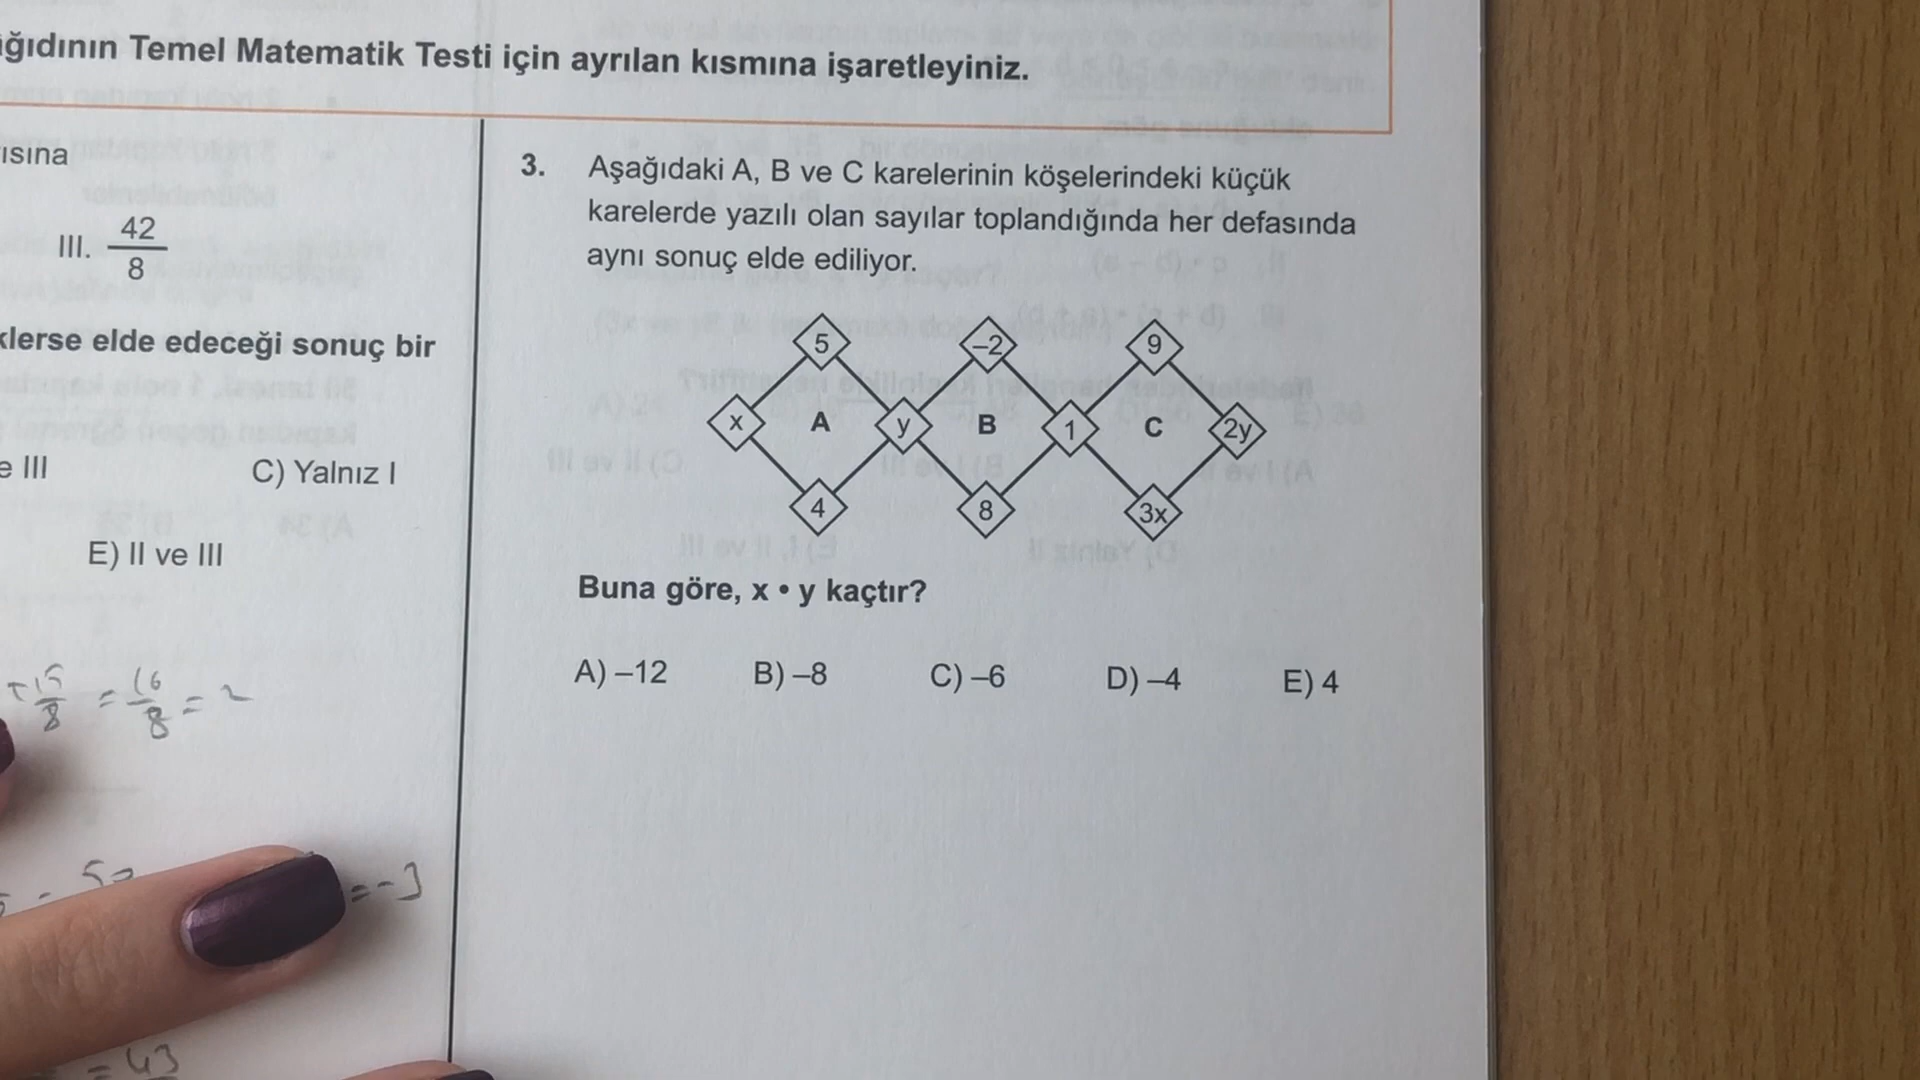 Temel Matematik Testi için ayrılan kısmına işaretleyiniz.
III. 42
8
elde edeceği sonuç bir
III
C) Yalnız I
E) II ve III
= 16/8 = 2
= -3
= 43
3. Aşağıdaki A, B ve C karelerinin köşelerindeki küçük
karelerde yazılı olan sayılar toplandığında her defasında
aynı sonuç elde ediliyor.
5 -2 9
x A y B 1 C 2y
4 8 3x
Buna göre, x • y kaçtır?
A) –12 B) –8 C) –6 D) –4 E) 4